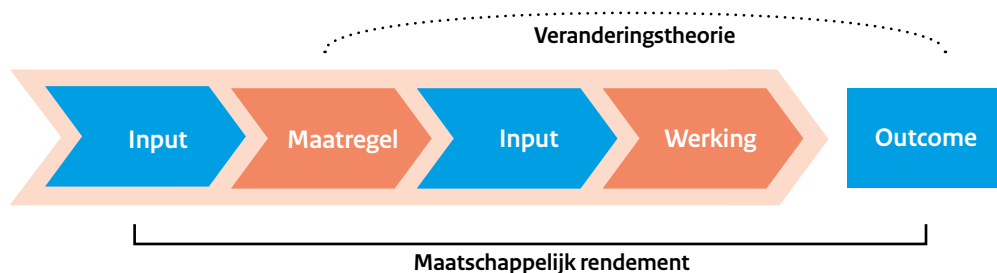 Veranderingstheorie
Input
Maatregel
Input
Werking
Outcome
Maatschappelijk rendement